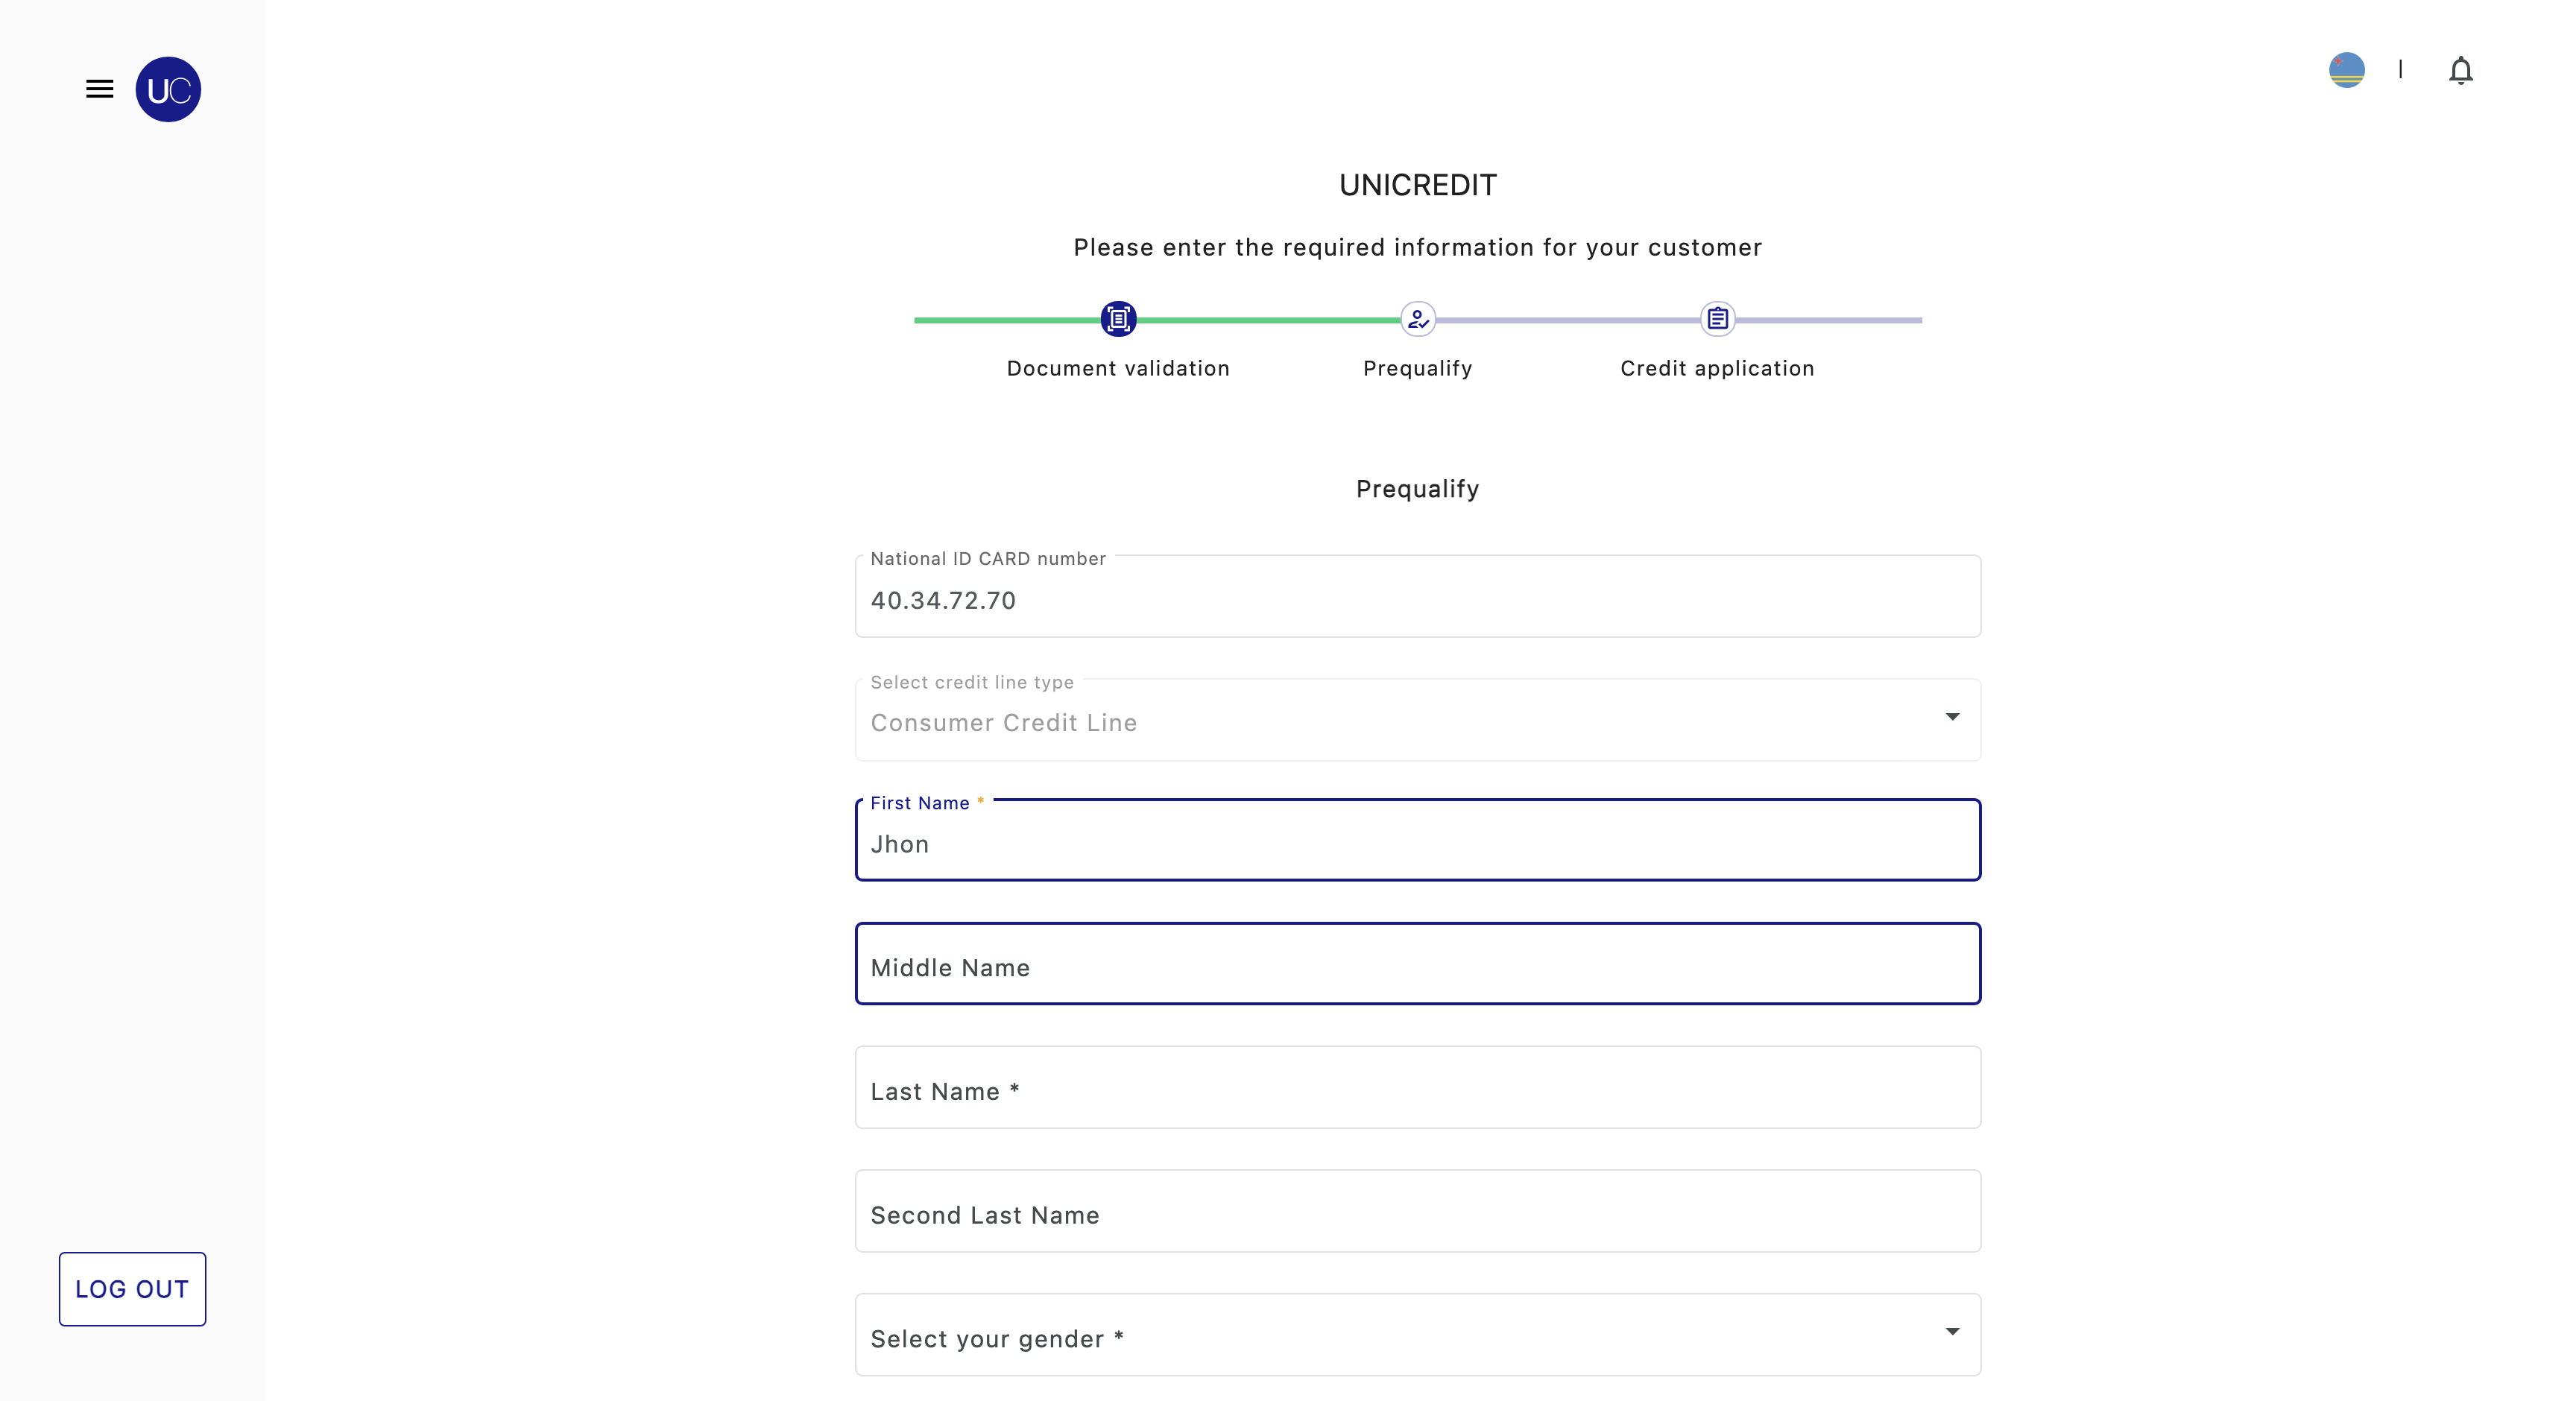 UC
UNICREDIT
Please enter the required information for your customer
Document validation
Prequalify
Credit application
Prequalify
National ID CARD number
40.34.72.70
Select credit line type
Consumer Credit Line
First Name *
Jhon
Middle Name
Last Name *
Second Last Name
Select your gender *
LOG OUT